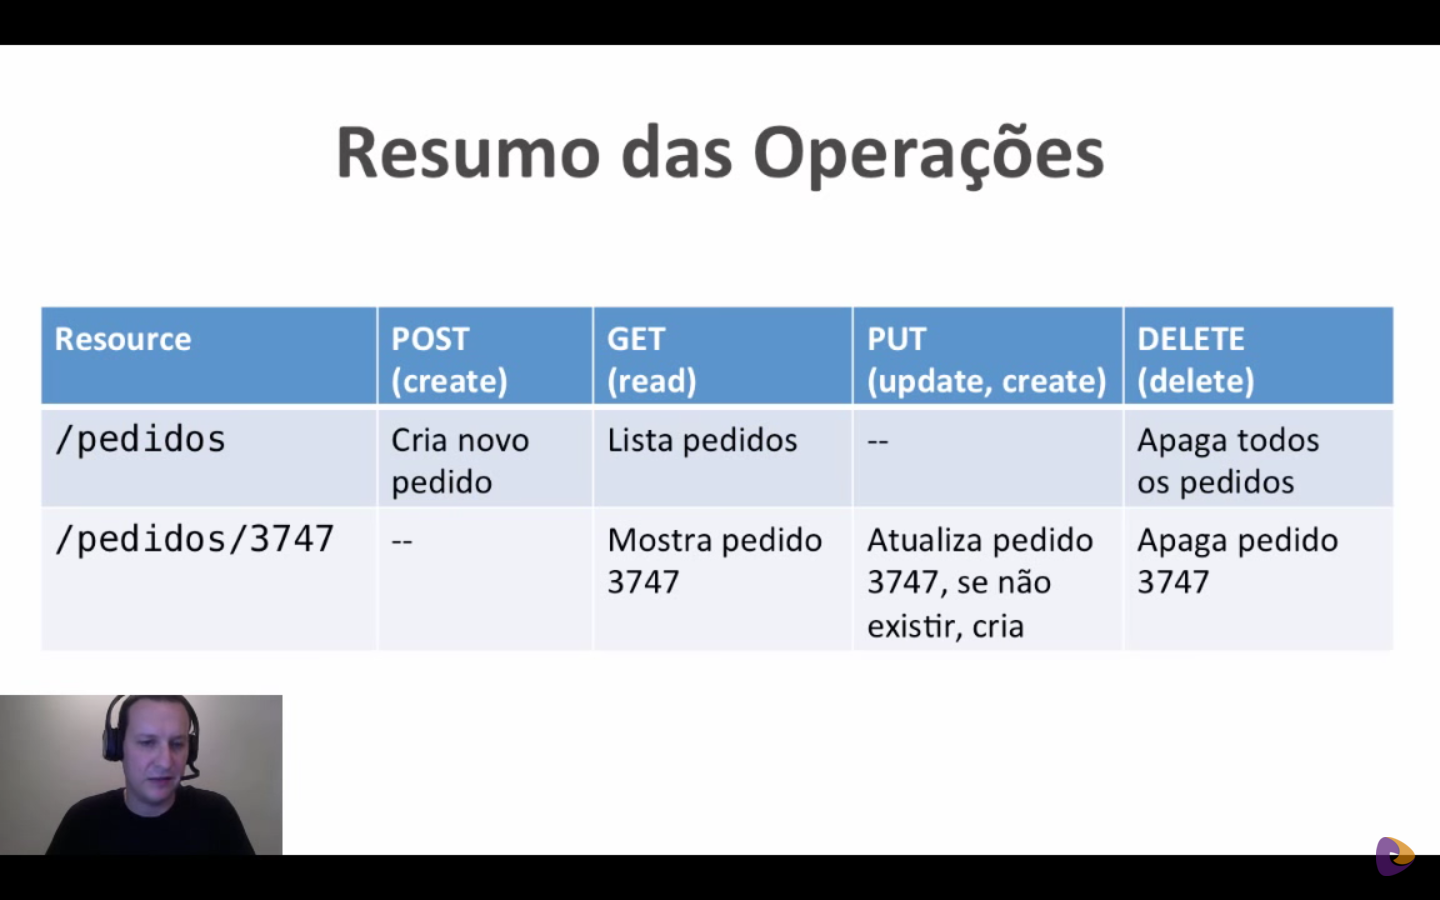 Resumo das Operações
Resource
POST
(create)
GET
(read)
PUT
(update, create)
DELETE
(delete)
/pedidos
Cria novo
pedido
Lista pedidos
--
Apaga todos
os pedidos
/pedidos/3747
--
Mostra pedido
3747
Atualiza pedido
3747, se não
existir, cria
Apaga pedido
3747